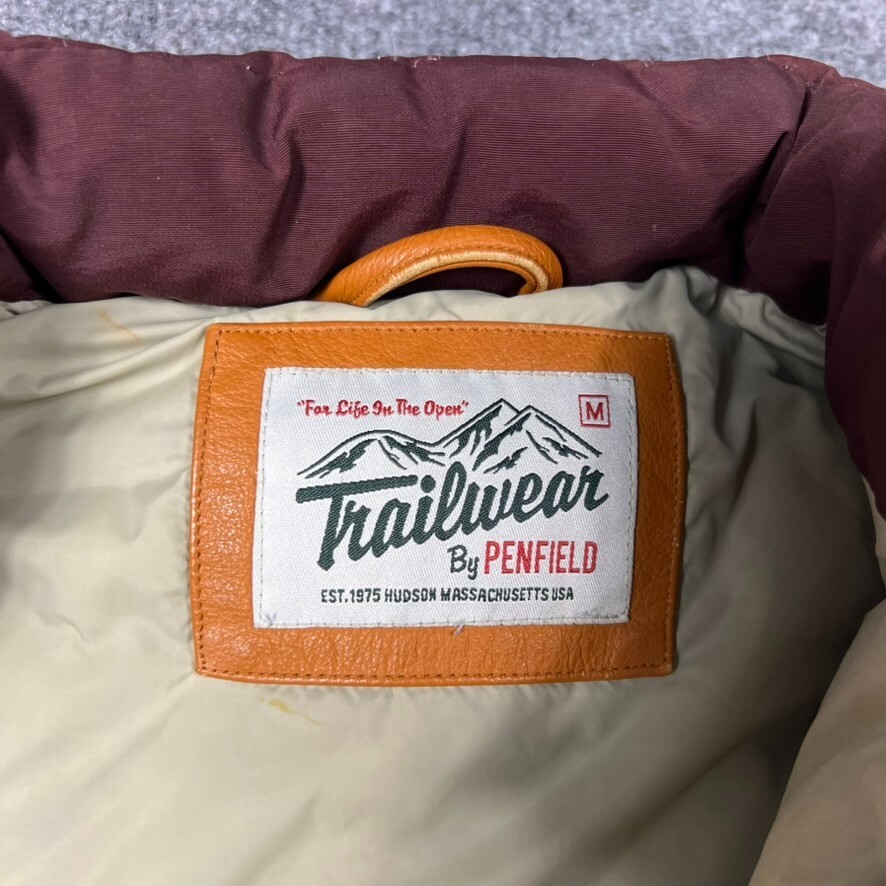 "For Life In The Open"
M
Trailwear
By PENFIELD
EST. 1975 HUDSON MASSACHUSETTS USA